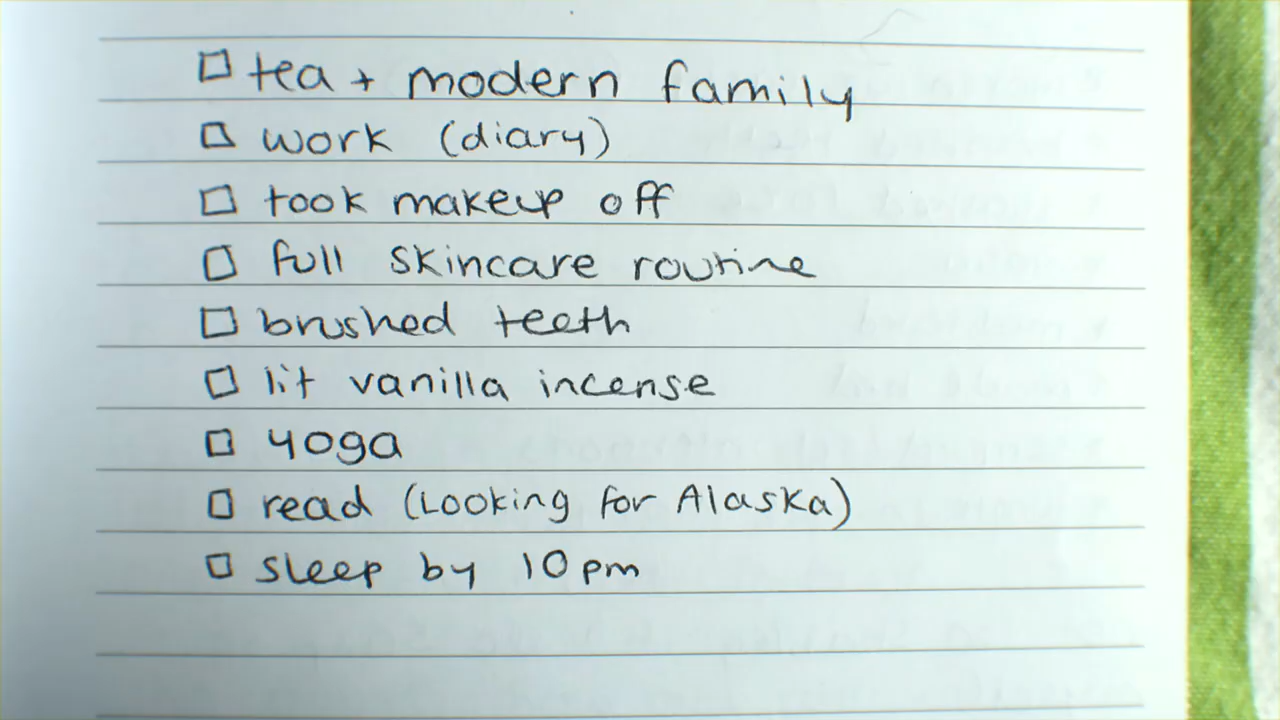 ☐ tea + modern family
☐ work (diary)
☐ took makeup off
☐ full skincare routine
☐ brushed teeth
☐ lit vanilla incense
☐ yoga
☐ read (Looking for Alaska)
☐ sleep by 10pm